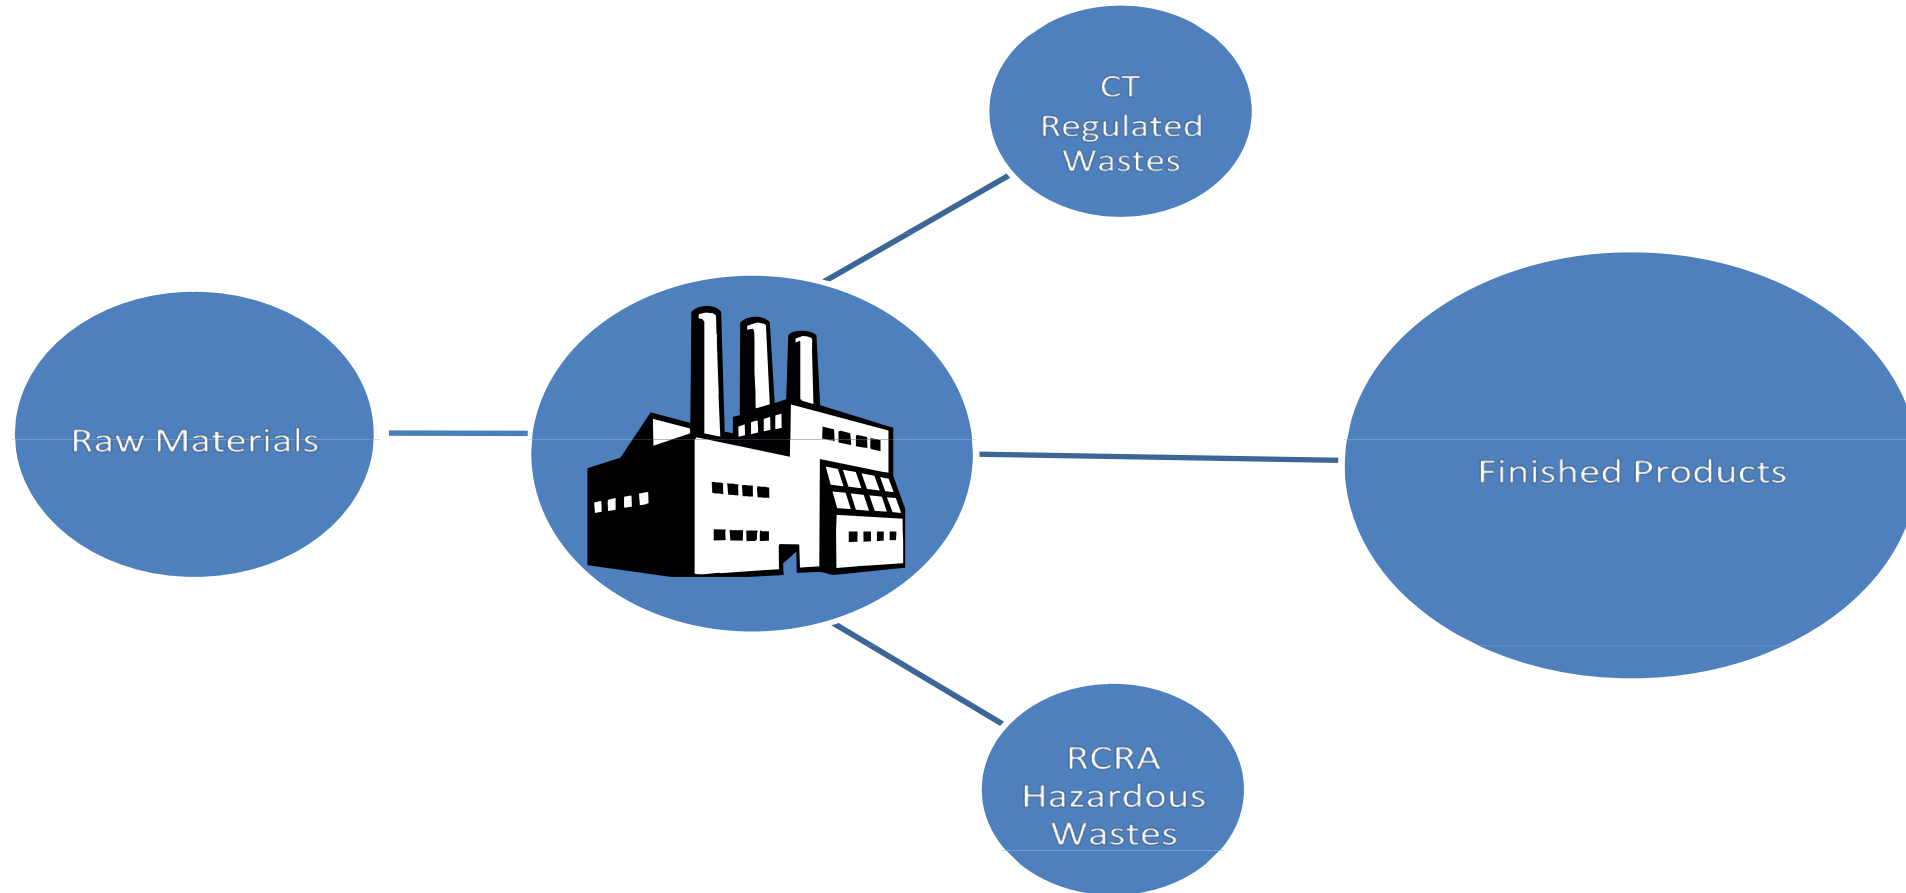 CT
Regulated
Wastes
Raw Materials
Finished Products
RCRA
Hazardous
Wastes